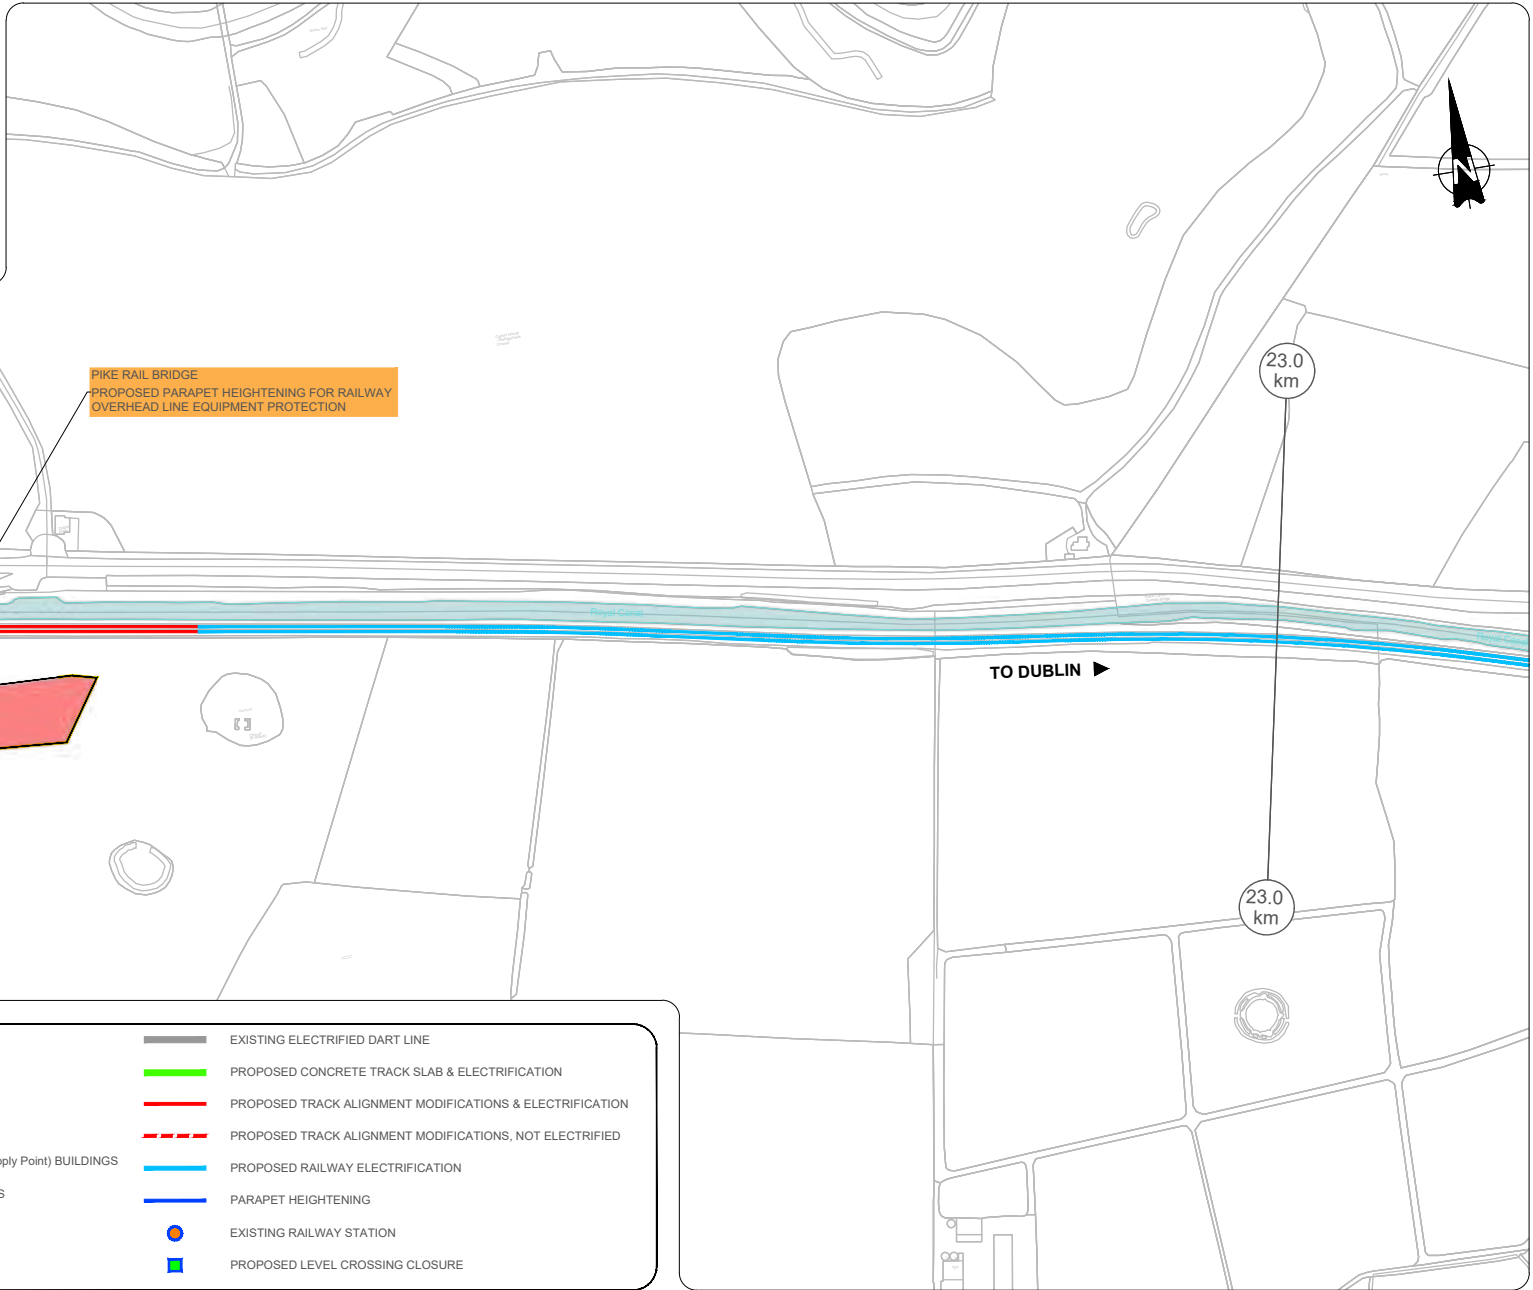 N
23.0
km
PIKE RAIL BRIDGE
PROPOSED PARAPET HEIGHTENING FOR RAILWAY
OVERHEAD LINE EQUIPMENT PROTECTION
Royal Canal
TO DUBLIN
23.0
km
EXISTING ELECTRIFIED DART LINE
PROPOSED CONCRETE TRACK SLAB & ELECTRIFICATION
PROPOSED TRACK ALIGNMENT MODIFICATIONS & ELECTRIFICATION
PROPOSED TRACK ALIGNMENT MODIFICATIONS, NOT ELECTRIFIED
pply Point) BUILDINGS
PROPOSED RAILWAY ELECTRIFICATION
S
PARAPET HEIGHTENING
EXISTING RAILWAY STATION
PROPOSED LEVEL CROSSING CLOSURE